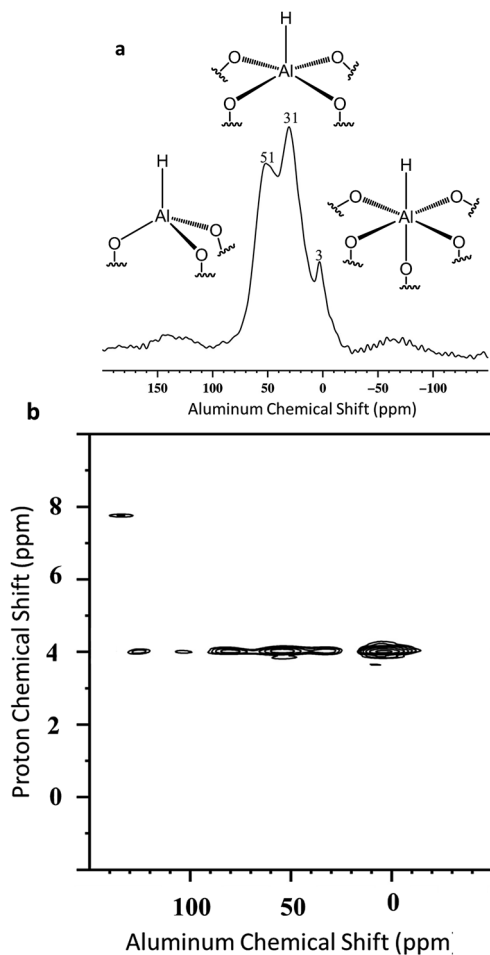 a
H
O
O
Al
O
O
31
51
3
H
Al
O
O
O
H
O
O
Al
O
O
O
150
100
50
0
−50
−100
Aluminum Chemical Shift (ppm)
b
8
6
4
2
0
Proton Chemical Shift (ppm)
100
50
0
Aluminum Chemical Shift (ppm)